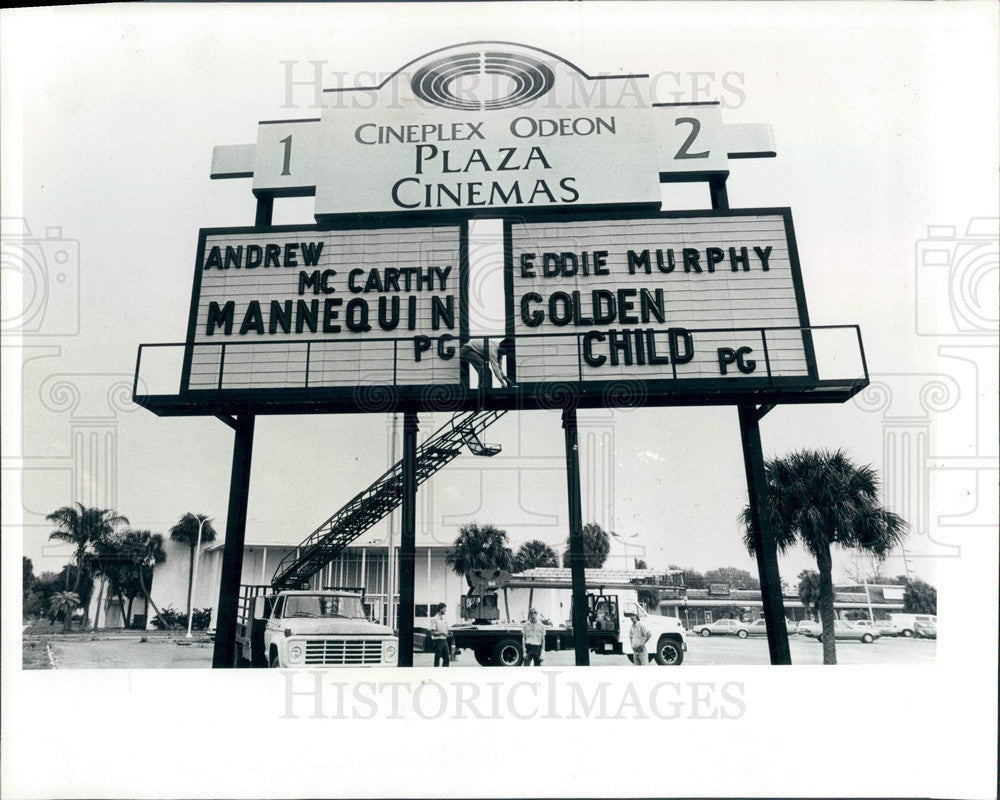 HISTORIC IMAGES
1
CINEPLEX ODEON
PLAZA
CINEMAS
2
ANDREW
MC CARTHY
MANNEQUIN
PG
EDDIE MURPHY
GOLDEN
CHILD PG
HISTORIC IMAGES